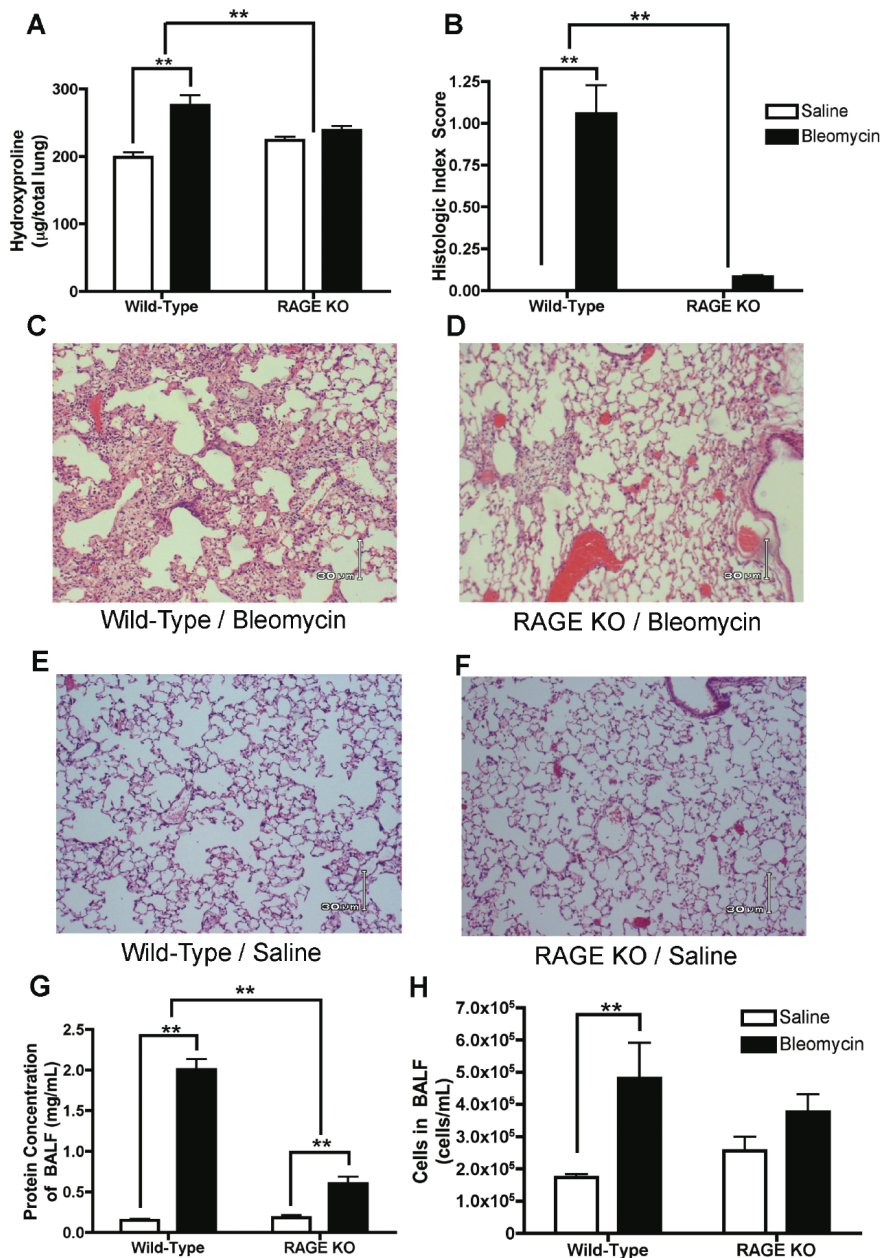 A
**
**
300
200
100
0
Hydroxyproline
(µg/total lung)
Wild-Type
RAGE KO
B
**
**
1.25
1.00
0.75
0.50
0.25
0.00
Histologic Index Score
Wild-Type
RAGE KO
Saline
Bleomycin
C
30 µm
Wild-Type / Bleomycin
D
30 µm
RAGE KO / Bleomycin
E
30 µm
Wild-Type / Saline
F
30 µm
RAGE KO / Saline
G
**
**
**
2.5
2.0
1.5
1.0
0.5
0.0
Protein Concentration
of BALF (mg/mL)
Wild-Type
RAGE KO
H
**
7.0x10⁵
6.0x10⁵
5.0x10⁵
4.0x10⁵
3.0x10⁵
2.0x10⁵
1.0x10⁵
0
Cells in BALF
(cells/mL)
Wild-Type
RAGE KO
Saline
Bleomycin